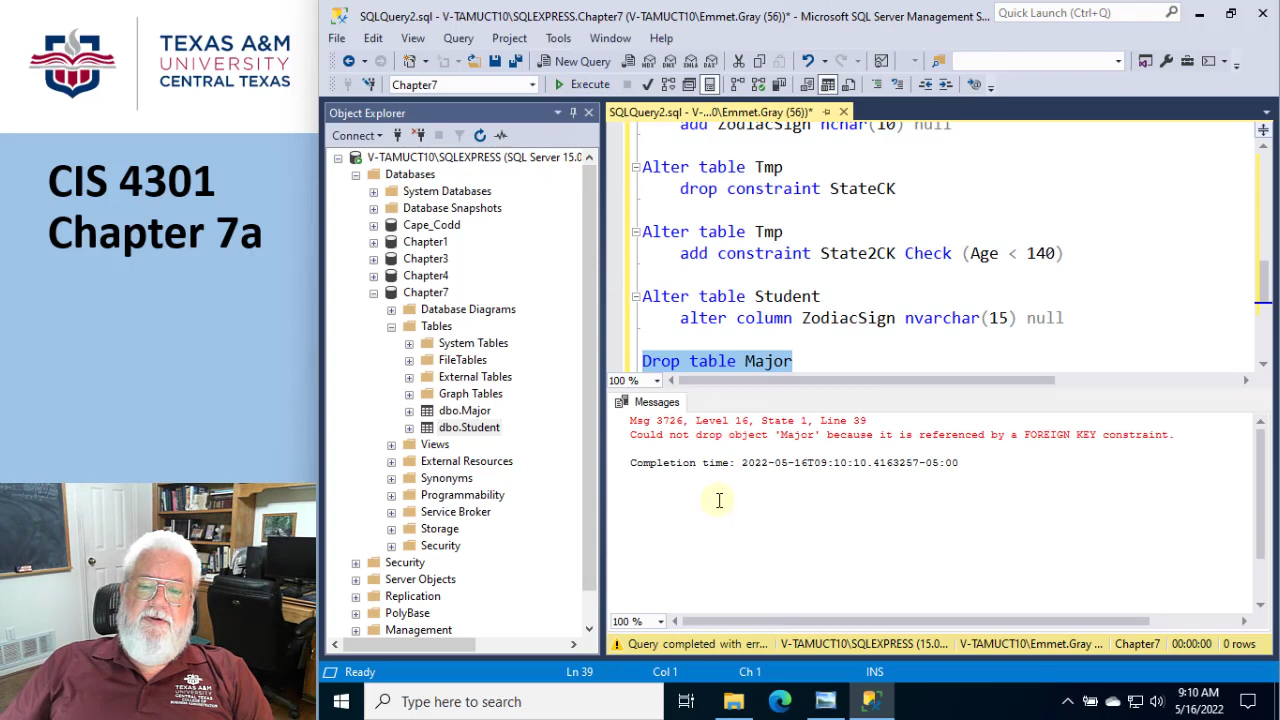 TEXAS A&M
UNIVERSITY
CENTRAL TEXAS
CIS 4301
Chapter 7a
TEXAS A&M
UNIVERSITY
CENTRAL TEXAS
SQLQuery2.sql - V-TAMUCT10\SQLEXPRESS.Chapter7 (V-TAMUCT10\Emmet.Gray (56))* - Microsoft SQL Server Management S...
Quick Launch (Ctrl+Q)
File Edit View Query Project Tools Window Help
New Query
Chapter7
Execute
Object Explorer
Connect
V-TAMUCT10\SQLEXPRESS (SQL Server 15.0
Databases
System Databases
Database Snapshots
Cape_Codd
Chapter1
Chapter3
Chapter4
Chapter7
Database Diagrams
Tables
System Tables
FileTables
External Tables
Graph Tables
dbo.Major
dbo.Student
Views
External Resources
Synonyms
Programmability
Service Broker
Storage
Security
Security
Server Objects
Replication
PolyBase
Management
SQLQuery2.sql - V-...0\Emmet.Gray (56))*
add ZodiacSign nchar(10) null
Alter table Tmp
drop constraint StateCK
Alter table Tmp
add constraint State2CK Check (Age < 140)
Alter table Student
alter column ZodiacSign nvarchar(15) null
Drop table Major
100 %
Messages
Msg 3726, Level 16, State 1, Line 39
Could not drop object 'Major' because it is referenced by a FOREIGN KEY constraint.
Completion time: 2022-05-16T09:10:10.4163257-05:00
100 %
Query completed with err... V-TAMUCT10\SQLEXPRESS (15.0... V-TAMUCT10\Emmet.Gray ... Chapter7 00:00:00 0 rows
Ready Ln 39 Col 1 Ch 1 INS
Type here to search
9:10 AM
5/16/2022